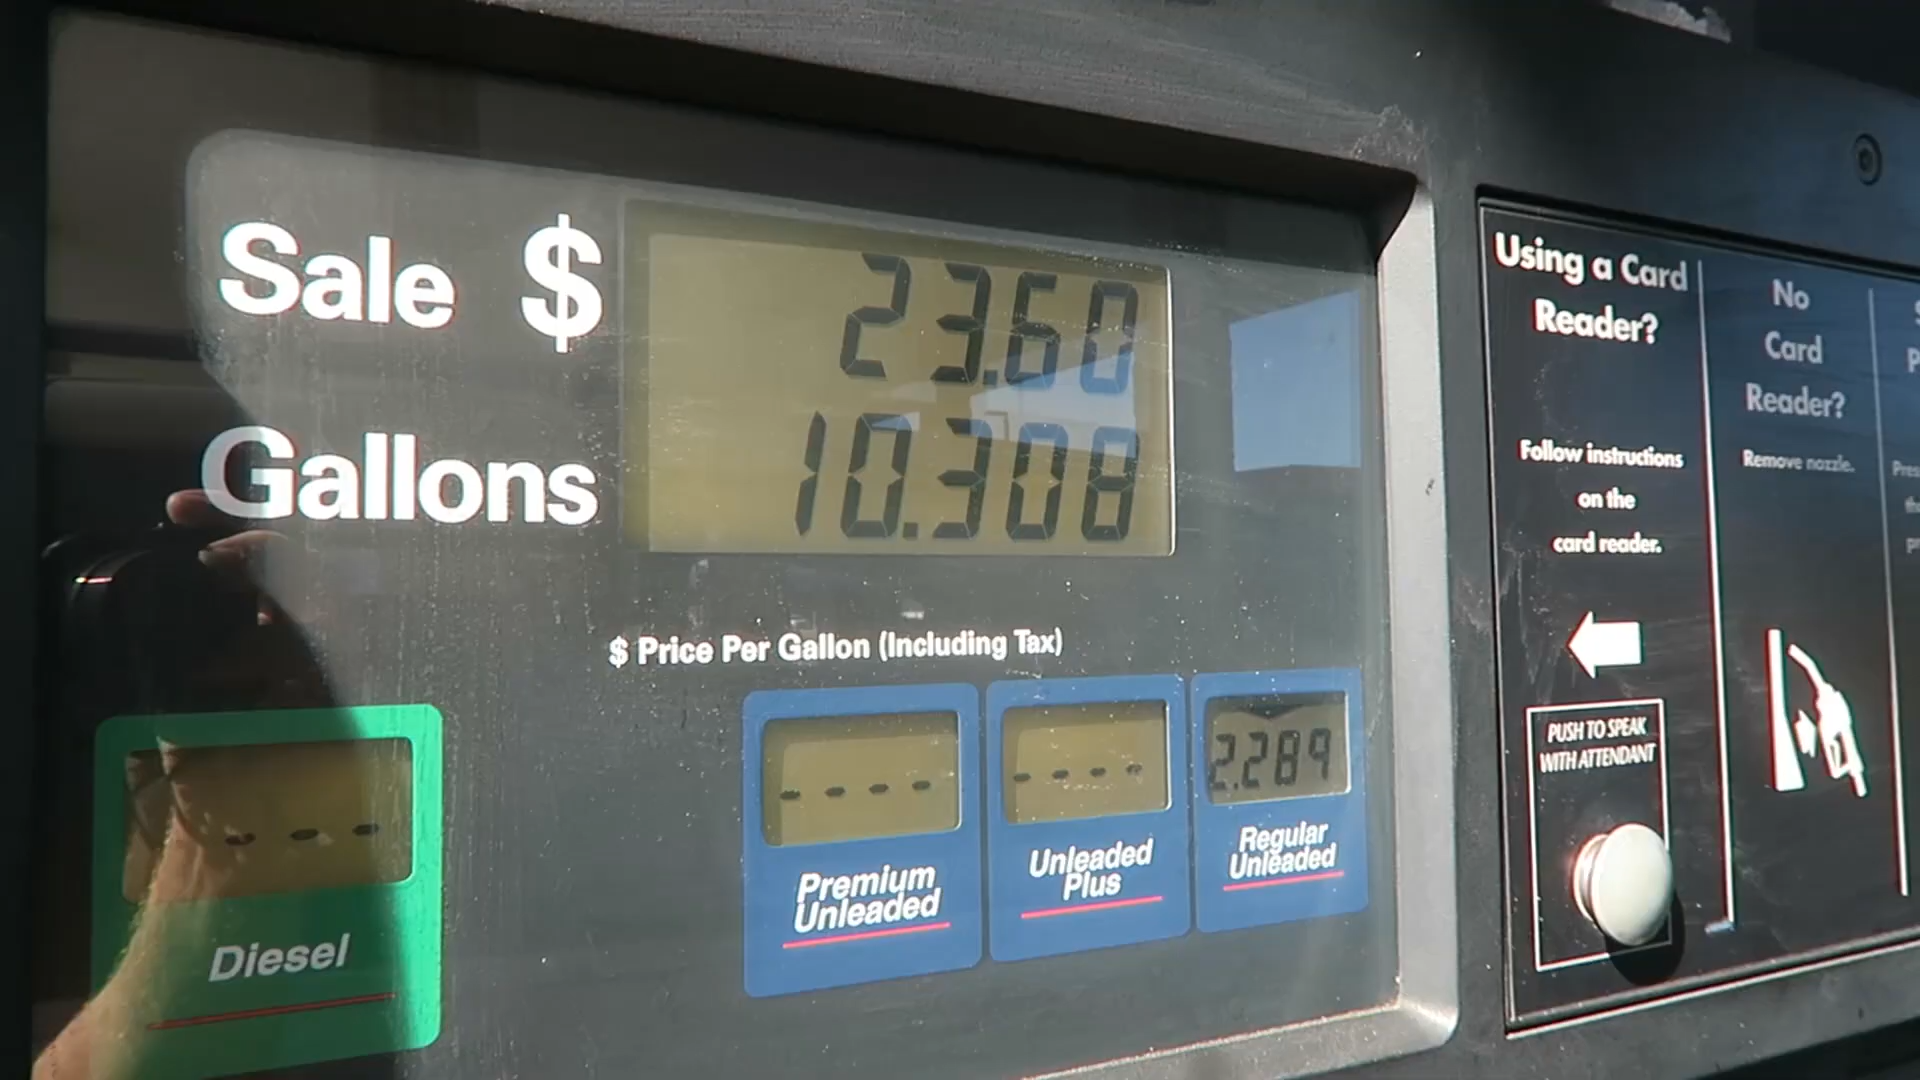 Sale $ 23.60
Gallons 10.308
$ Price Per Gallon (Including Tax)
- - -
Diesel
- - - -
Premium
Unleaded
- - - -
Unleaded
Plus
2.289
Regular
Unleaded
Using a Card
Reader?
Follow instructions
on the
card reader.
PUSH TO SPEAK
WITH ATTENDANT
No
Card
Reader?
Remove nozzle.